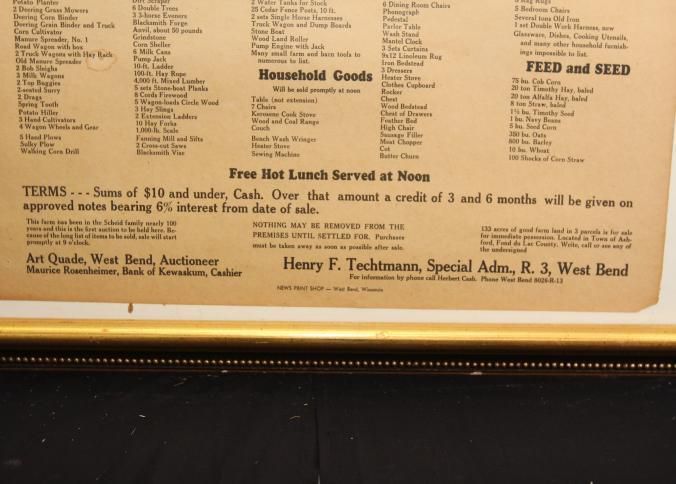 Potato Planter
2 Deering Grass Mowers
Deering Corn Binder
Deering Grain Binder and Truck
Corn Cultivator
Manure Spreader, No. 1
Road Wagon with box
2 Truck Wagons with Hay Rack
Old Manure Spreader
2 Bob Sleighs
3 Milk Wagons
2 Top Buggies
2-seated Surry
2 Drags
Spring Tooth
Potato Hiller
3 Hand Cultivators
4 Wagon Wheels and Gear
5 Hand Plows
Sulky Plow
Walking Corn Drill
Dirt Scraper
6 Double Trees
3 3-horse Eveners
Blacksmith Forge
Anvil, about 50 pounds
Grindstone
Corn Sheller
6 Milk Cans
Pump Jack
10-ft. Ladder
100-ft. Hay Rope
4,000 ft. Mixed Lumber
5 sets Stone-boat Planks
8 Cords Firewood
5 Wagon-loads Circle Wood
3 Hay Slings
2 Extension Ladders
10 Hay Forks
1,000-lb. Scale
Fanning Mill and Silts
2 Cross-cut Saws
Blacksmith Vise
2 Water Tanks for Stock
25 Cedar Fence Posts, 10 ft.
2 sets Single Horse Harnesses
Truck Wagon and Dump Boards
Stone Boat
Wood Land Roller
Pump Engine with Jack
Many small farm and barn tools to
numerous to list.
Household Goods
Will be sold promptly at noon
Table (not extension)
7 Chairs
Kerosene Cook Stove
Wood and Coal Range
Couch
Bench Wash Wringer
Heater Stove
Sewing Machine
6 Dining Room Chairs
Phonograph
Pedestal
Parlor Table
Wash Stand
Mantel Clock
3 Sets Curtains
9x12 Linoleum Rug
Iron Bedstead
3 Dressers
Heater Stove
Clothes Cupboard
Rocker
Chest
Wood Bedstead
Chest of Drawers
Feather Bed
High Chair
Sausage Filler
Meat Chopper
Cot
Butter Churn
5 Rag Rugs
5 Bedroom Chairs
Several tons Old Iron
1 set Double Work Harness, new
Glassware, Dishes, Cooking Utensils,
and many other household furnish-
ings impossible to list.
FEED and SEED
75 bu. Cob Corn
20 ton Timothy Hay, baled
20 ton Alfalfa Hay, baled
8 ton Straw, baled
1½ bu. Timothy Seed
1 bu. Navy Beans
5 bu. Seed Corn
350 bu. Oats
800 bu. Barley
10 bu. Wheat
100 Shocks of Corn Straw
Free Hot Lunch Served at Noon
TERMS - - - Sums of $10 and under, Cash. Over that amount a credit of 3 and 6 months will be given on
approved notes bearing 6% interest from date of sale.
This farm has been in the Scheid family nearly 100
years and this is the first auction to be held here. Be-
cause of the long list of items to be sold, sale will start
promptly at 9 o'clock.
NOTHING MAY BE REMOVED FROM THE
PREMISES UNTIL SETTLED FOR. Purchases
must be taken away as soon as possible after sale.
133 acres of good farm land in 3 parcels is for sale
for immediate possession. Located in Town of Ash-
ford, Fond du Lac County. Write, call or see any of
the undersigned
Art Quade, West Bend, Auctioneer
Maurice Rosenheimer, Bank of Kewaskum, Cashier
Henry F. Techtmann, Special Adm., R. 3, West Bend
For information by phone call Herbert Cash. Phone West Bend 8026-R-13
NEWS PRINT SHOP — West Bend, Wisconsin